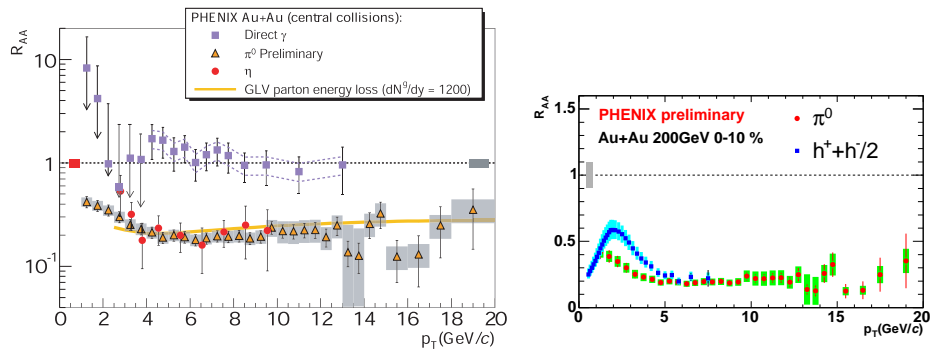 PHENIX Au+Au (central collisions):
Direct γ
π⁰ Preliminary
η
GLV parton energy loss (dNᵍ/dy = 1200)
R_AA
10
1
10⁻¹
0 2 4 6 8 10 12 14 16 18 20
p_T (GeV/c)
R_AA
1.5
PHENIX preliminary
π⁰
Au+Au 200GeV 0-10 %
h⁺+h⁻/2
1
0.5
0
0 5 10 15 20
p_T(GeV/c)